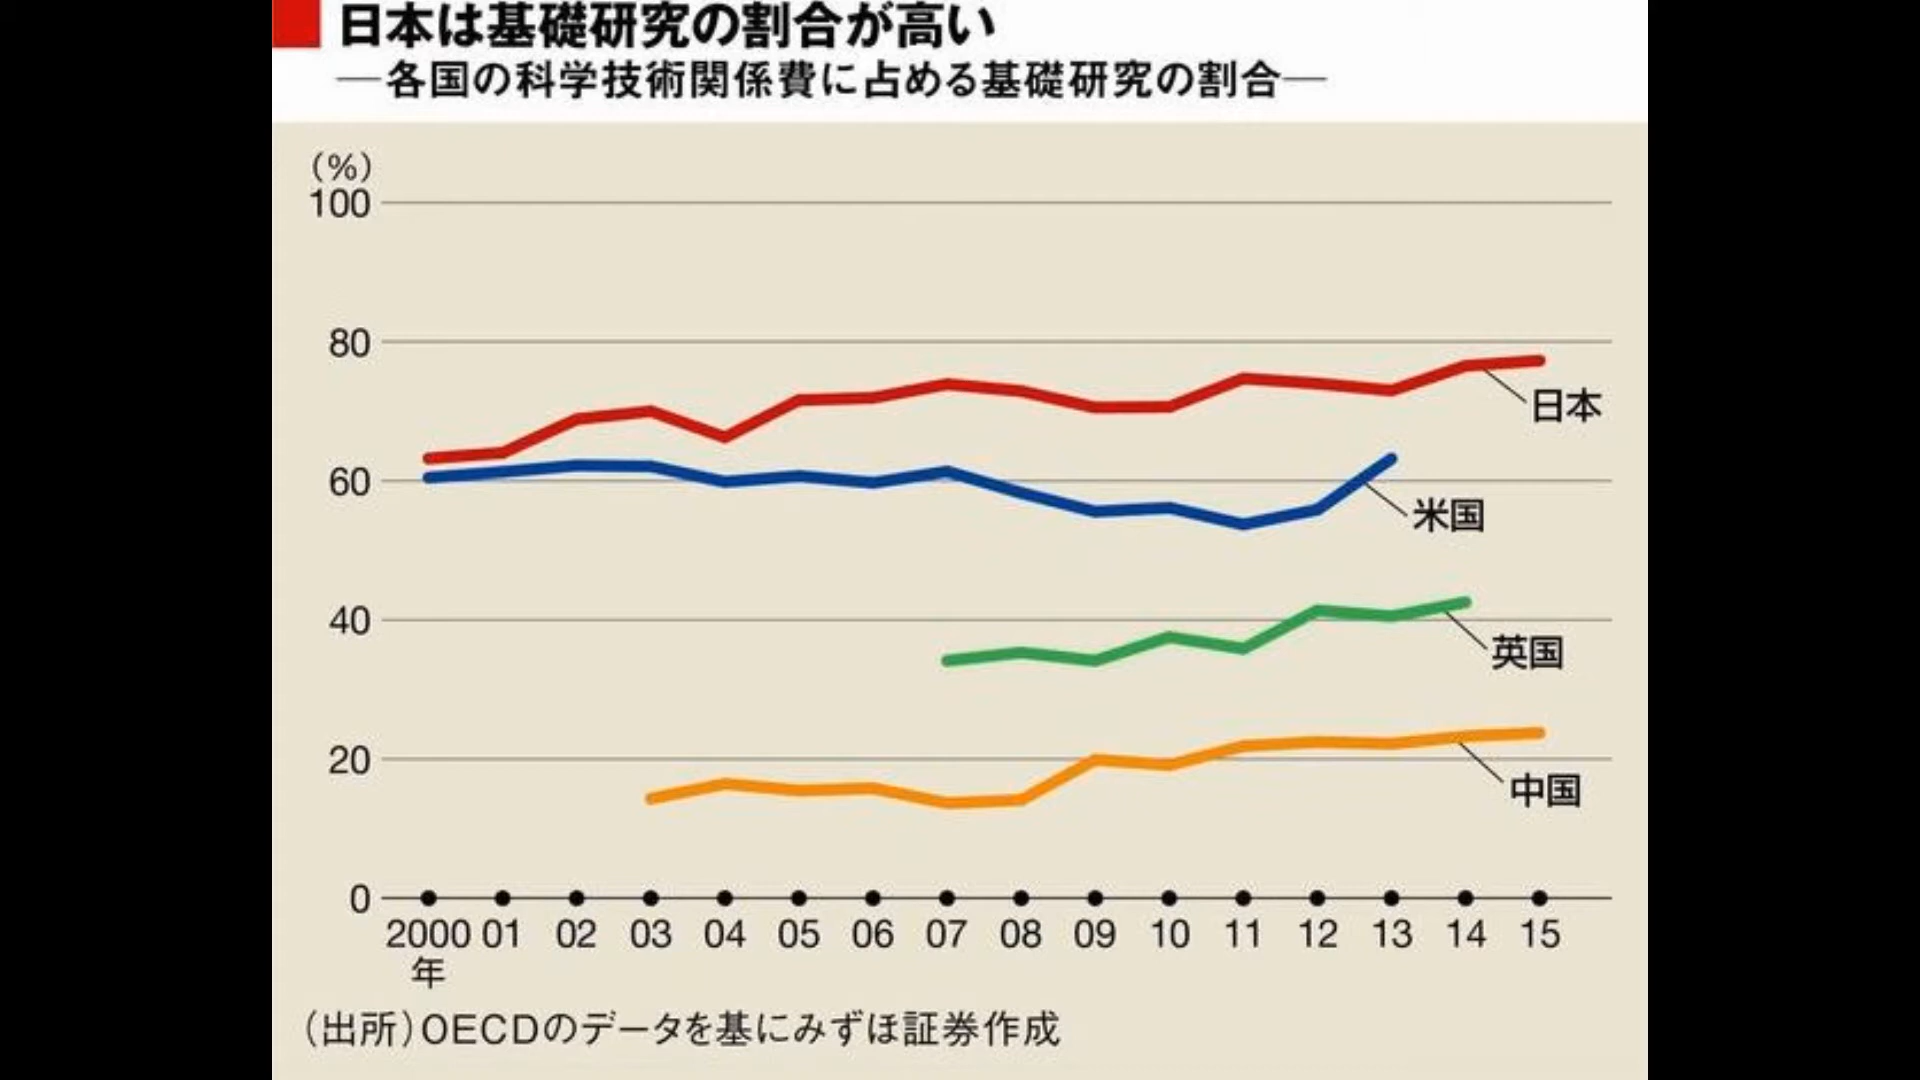 日本は基礎研究の割合が高い
―各国の科学技術関係費に占める基礎研究の割合―
(%)
100
80
日本
60
米国
40
英国
20
中国
0
2000 01 02 03 04 05 06 07 08 09 10 11 12 13 14 15
年
(出所)OECDのデータを基にみずほ証券作成